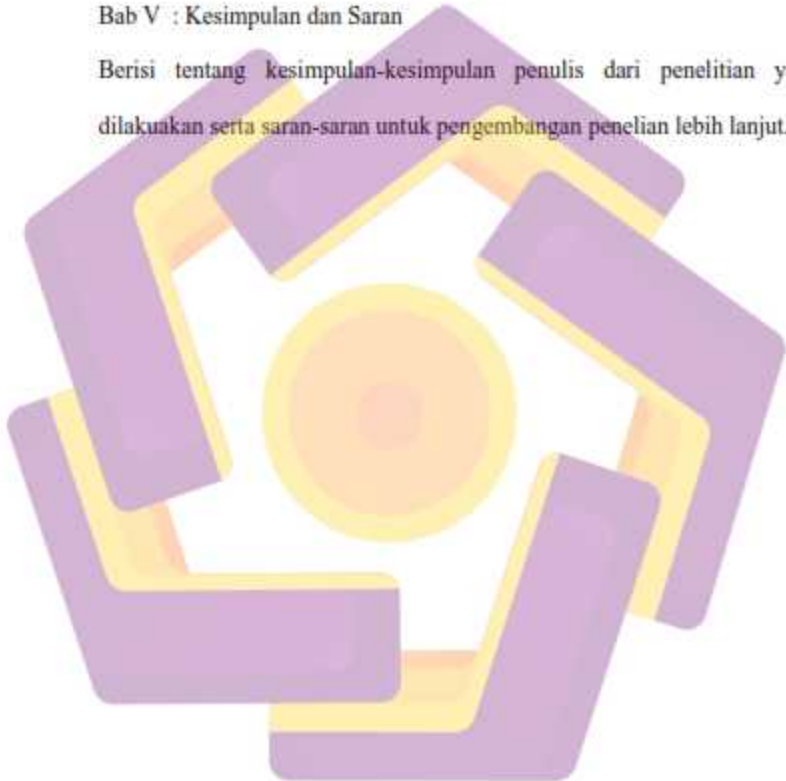 Bab V : Kesimpulan dan Saran
Berisi tentang kesimpulan-kesimpulan penulis dari penelitian y
dilakuakan serta saran-saran untuk pengembangan penelian lebih lanjut.